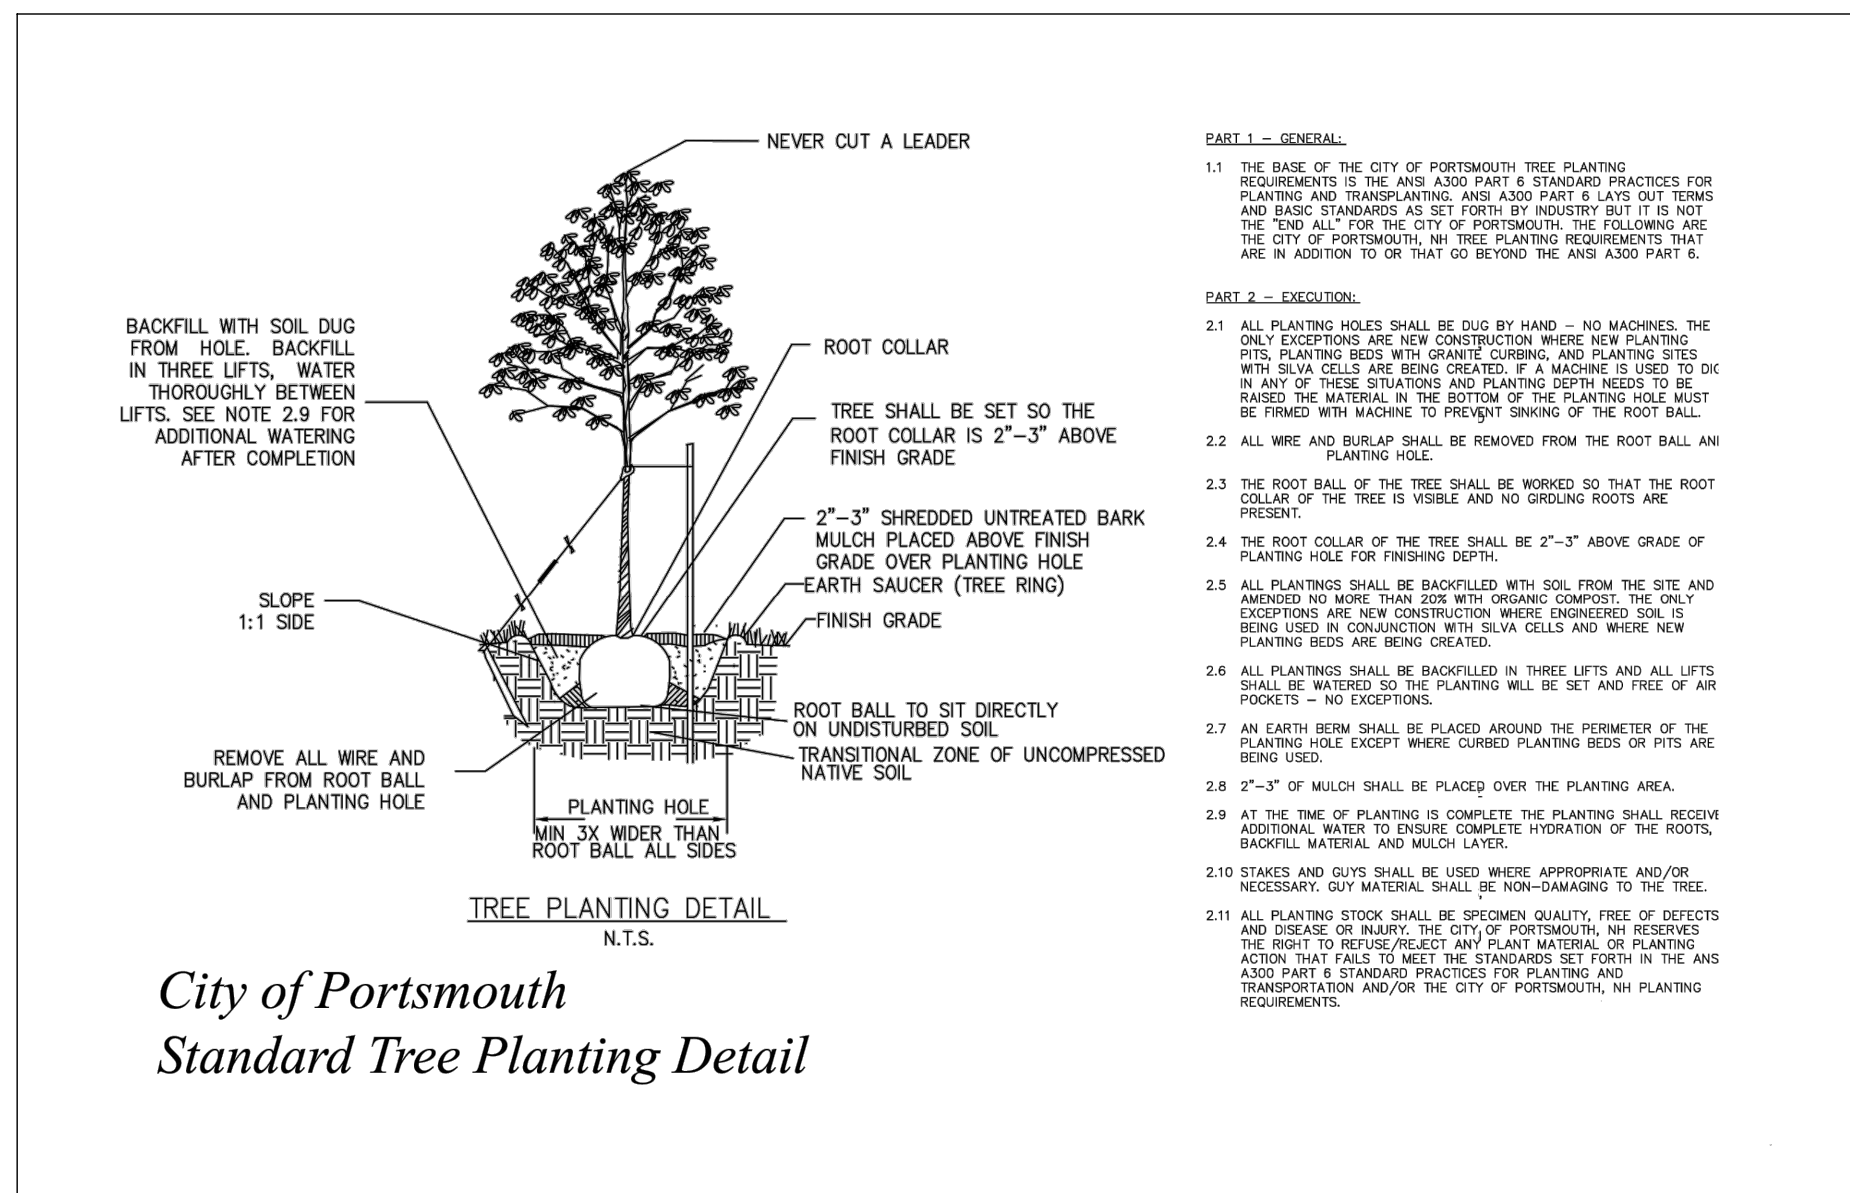 NEVER CUT A LEADER
BACKFILL WITH SOIL DUG
FROM HOLE. BACKFILL
IN THREE LIFTS, WATER
THOROUGHLY BETWEEN
LIFTS. SEE NOTE 2.9 FOR
ADDITIONAL WATERING
AFTER COMPLETION
ROOT COLLAR
TREE SHALL BE SET SO THE
ROOT COLLAR IS 2"-3" ABOVE
FINISH GRADE
2"-3" SHREDDED UNTREATED BARK
MULCH PLACED ABOVE FINISH
GRADE OVER PLANTING HOLE
EARTH SAUCER (TREE RING)
FINISH GRADE
SLOPE
1:1 SIDE
ROOT BALL TO SIT DIRECTLY
ON UNDISTURBED SOIL
TRANSITIONAL ZONE OF UNCOMPRESSED
NATIVE SOIL
REMOVE ALL WIRE AND
BURLAP FROM ROOT BALL
AND PLANTING HOLE
PLANTING HOLE
MIN 3X WIDER THAN
ROOT BALL ALL SIDES
TREE PLANTING DETAIL
N.T.S.
City of Portsmouth
Standard Tree Planting Detail
PART 1 – GENERAL:
1.1 THE BASE OF THE CITY OF PORTSMOUTH TREE PLANTING
REQUIREMENTS IS THE ANSI A300 PART 6 STANDARD PRACTICES FOR
PLANTING AND TRANSPLANTING. ANSI A300 PART 6 LAYS OUT TERMS
AND BASIC STANDARDS AS SET FORTH BY INDUSTRY BUT IT IS NOT
THE "END ALL" FOR THE CITY OF PORTSMOUTH. THE FOLLOWING ARE
THE CITY OF PORTSMOUTH, NH TREE PLANTING REQUIREMENTS THAT
ARE IN ADDITION TO OR THAT GO BEYOND THE ANSI A300 PART 6.
PART 2 – EXECUTION:
2.1 ALL PLANTING HOLES SHALL BE DUG BY HAND – NO MACHINES. THE
ONLY EXCEPTIONS ARE NEW CONSTRUCTION WHERE NEW PLANTING
PITS, PLANTING BEDS WITH GRANITE CURBING, AND PLANTING SITES
WITH SILVA CELLS ARE BEING CREATED. IF A MACHINE IS USED TO DIG
IN ANY OF THESE SITUATIONS AND PLANTING DEPTH NEEDS TO BE
RAISED THE MATERIAL IN THE BOTTOM OF THE PLANTING HOLE MUST
BE FIRMED WITH MACHINE TO PREVENT SINKING OF THE ROOT BALL.
2.2 ALL WIRE AND BURLAP SHALL BE REMOVED FROM THE ROOT BALL AN
PLANTING HOLE.
2.3 THE ROOT BALL OF THE TREE SHALL BE WORKED SO THAT THE ROOT
COLLAR OF THE TREE IS VISIBLE AND NO GIRDLING ROOTS ARE
PRESENT.
2.4 THE ROOT COLLAR OF THE TREE SHALL BE 2"-3" ABOVE GRADE OF
PLANTING HOLE FOR FINISHING DEPTH.
2.5 ALL PLANTINGS SHALL BE BACKFILLED WITH SOIL FROM THE SITE AND
AMENDED NO MORE THAN 20% WITH ORGANIC COMPOST. THE ONLY
EXCEPTIONS ARE NEW CONSTRUCTION WHERE ENGINEERED SOIL IS
BEING USED IN CONJUNCTION WITH SILVA CELLS AND WHERE NEW
PLANTING BEDS ARE BEING CREATED.
2.6 ALL PLANTINGS SHALL BE BACKFILLED IN THREE LIFTS AND ALL LIFTS
SHALL BE WATERED SO THE PLANTING WILL BE SET AND FREE OF AIR
POCKETS – NO EXCEPTIONS.
2.7 AN EARTH BERM SHALL BE PLACED AROUND THE PERIMETER OF THE
PLANTING HOLE EXCEPT WHERE CURBED PLANTING BEDS OR PITS ARE
BEING USED.
2.8 2"-3" OF MULCH SHALL BE PLACED OVER THE PLANTING AREA.
2.9 AT THE TIME OF PLANTING IS COMPLETE THE PLANTING SHALL RECEIVE
ADDITIONAL WATER TO ENSURE COMPLETE HYDRATION OF THE ROOTS,
BACKFILL MATERIAL AND MULCH LAYER.
2.10 STAKES AND GUYS SHALL BE USED WHERE APPROPRIATE AND/OR
NECESSARY. GUY MATERIAL SHALL BE NON-DAMAGING TO THE TREE.
2.11 ALL PLANTING STOCK SHALL BE SPECIMEN QUALITY, FREE OF DEFECTS
AND DISEASE OR INJURY. THE CITY OF PORTSMOUTH, NH RESERVES
THE RIGHT TO REFUSE/REJECT ANY PLANT MATERIAL OR PLANTING
ACTION THAT FAILS TO MEET THE STANDARDS SET FORTH IN THE ANS
A300 PART 6 STANDARD PRACTICES FOR PLANTING AND
TRANSPORTATION AND/OR THE CITY OF PORTSMOUTH, NH PLANTING
REQUIREMENTS.